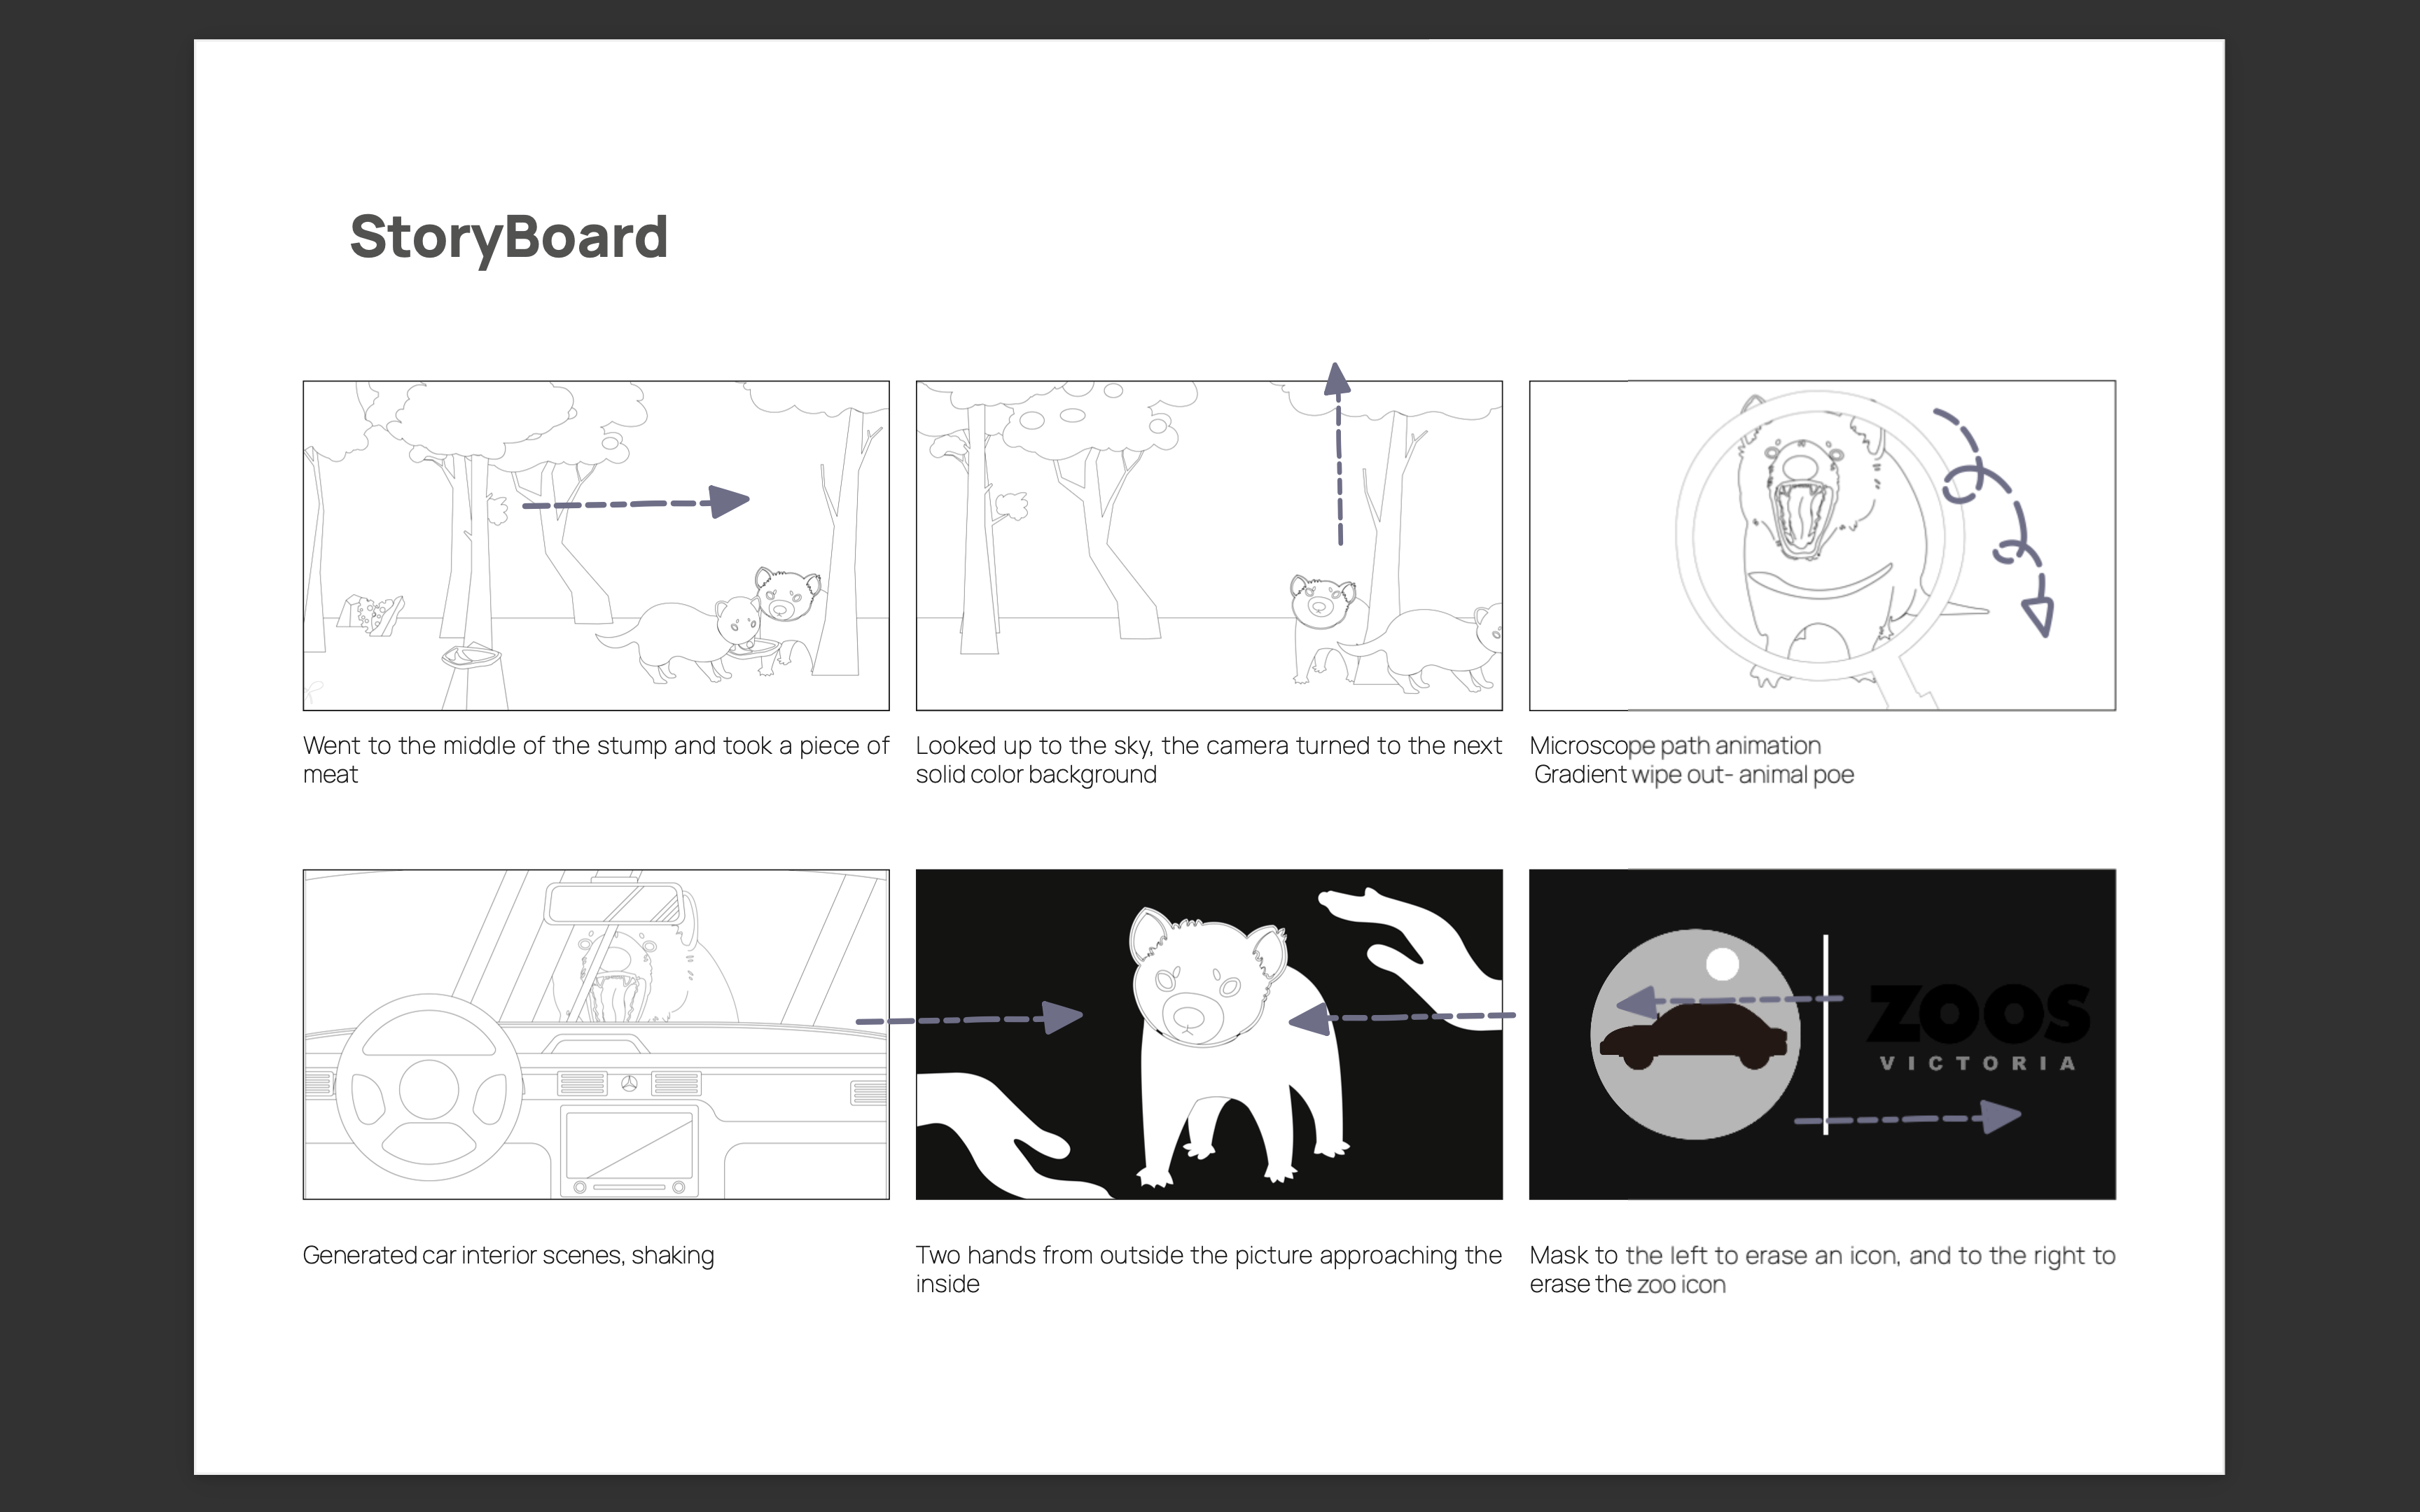 StoryBoard
Went to the middle of the stump and took a piece of
meat
Looked up to the sky, the camera turned to the next
solid color background
Microscope path animation
Gradient wipe out- animal poe
ZOOS
VICTORIA
Generated car interior scenes, shaking
Two hands from outside the picture approaching the
inside
Mask to the left to erase an icon, and to the right to
erase the zoo icon